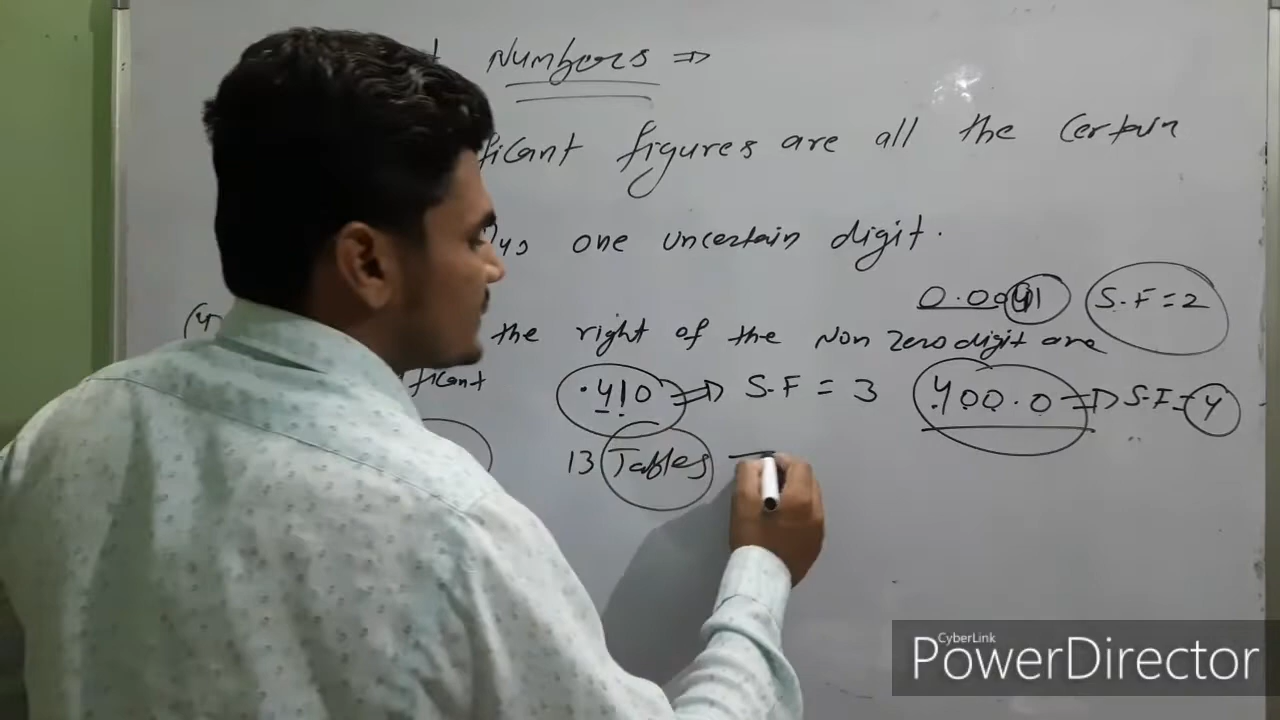 Numbers ⇒
ficant figures are all the certain
one uncertain digit.
0.0041 S.F = 2
the right of the Non Zero digit are
ficant .410 ⇒ S.F = 3 400.0 ⇒ S.F = 4
13 Tables
CyberLink
PowerDirector